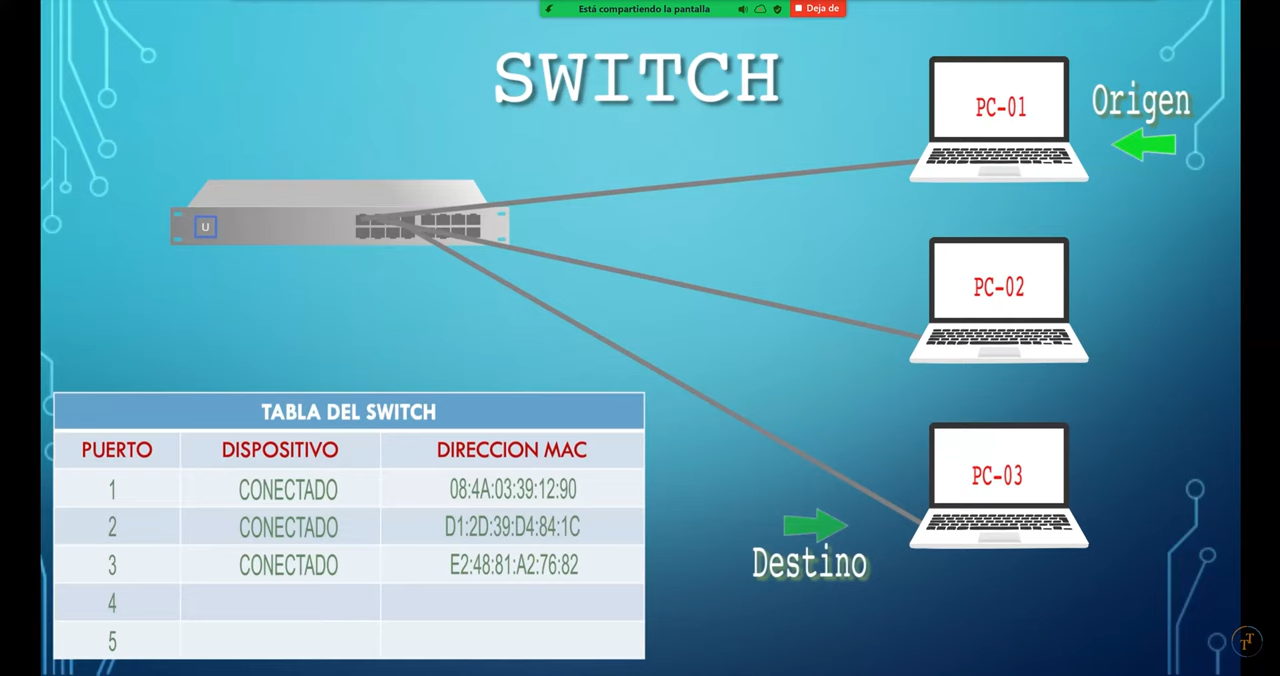 Está compartiendo la pantalla
Deja de
SWITCH
PC-01
Origen
U
PC-02
TABLA DEL SWITCH
PUERTO DISPOSITIVO DIRECCION MAC
1 CONECTADO 08:4A:03:39:12:90
2 CONECTADO D1:2D:39:D4:84:1C
3 CONECTADO E2:48:81:A2:76:82
4
5
PC-03
Destino
TT